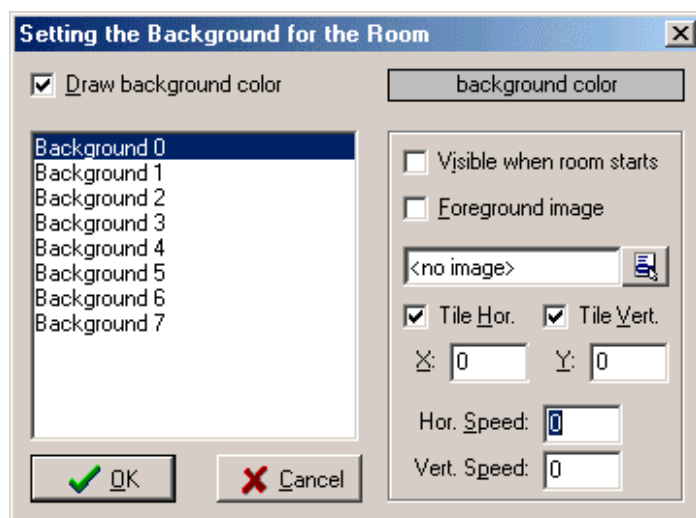 Setting the Background for the Room
Draw background color
background color
Background 0
Background 1
Background 2
Background 3
Background 4
Background 5
Background 6
Background 7
Visible when room starts
Foreground image
<no image>
Tile Hor. Tile Vert.
X: 0 Y: 0
Hor. Speed: 0
Vert. Speed: 0
OK Cancel